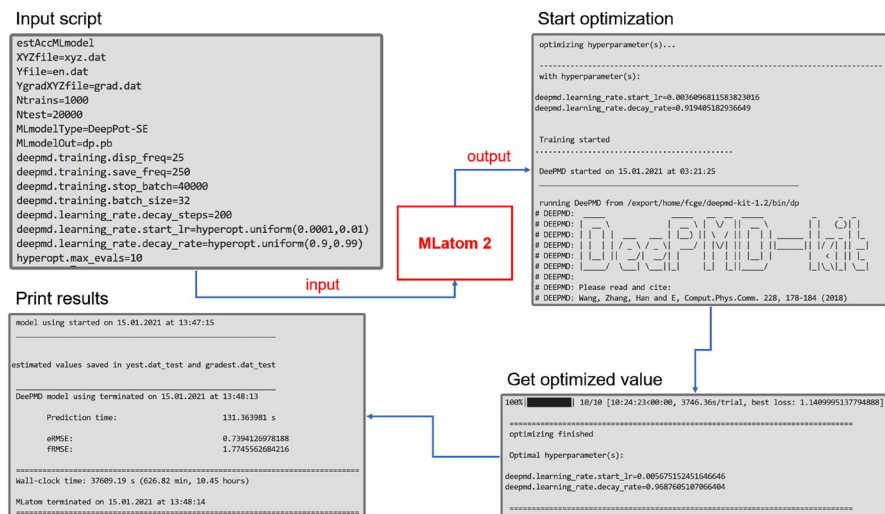 Input script
estAccMLmodel
XYZfile=xyz.dat
Yfile=en.dat
YgradXYZfile=grad.dat
Ntrains=1000
Ntest=20000
MLmodelType=DeepPot-SE
MLmodelOut=dp.pb
deepmd.training.disp_freq=25
deepmd.training.save_freq=250
deepmd.training.stop_batch=40000
deepmd.training.batch_size=32
deepmd.learning_rate.decay_steps=200
deepmd.learning_rate.start_lr=hyperopt.uniform(0.0001,0.01)
deepmd.learning_rate.decay_rate=hyperopt.uniform(0.9,0.99)
hyperopt.max_evals=10
input
MLatom 2
output
Start optimization
optimizing hyperparameter(s)...
with hyperparameter(s):
deepmd.learning_rate.start_lr=0.0036096811583823016
deepmd.learning_rate.decay_rate=0.919405182936649
Training started
..........................................
DeePMD started on 15.01.2021 at 03:21:25
running DeePMD from /export/home/fcge/deepmd-kit-1.2/bin/dp
# DEEPMD:
# DEEPMD:
# DEEPMD:
# DEEPMD:
# DEEPMD:
# DEEPMD:
# DEEPMD:
# DEEPMD: Please read and cite:
# DEEPMD: Wang, Zhang, Han and E, Comput.Phys.Comm. 228, 178-184 (2018)
Get optimized value
100%| 10/10 [10:24:23<00:00, 3746.36s/trial, best loss: 1.1409995137794888]
optimizing finished
Optimal hyperparameter(s):
deepmd.learning_rate.start_lr=0.005675152451646646
deepmd.learning_rate.decay_rate=0.9687605107066404
Print results
model using started on 15.01.2021 at 13:47:15
estimated values saved in yest.dat_test and gradest.dat_test
DeePMD model using terminated on 15.01.2021 at 13:48:13
Prediction time: 131.363981 s
eRMSE: 0.7394126978188
fRMSE: 1.7745562684216
Wall-clock time: 37609.19 s (626.82 min, 10.45 hours)
MLatom terminated on 15.01.2021 at 13:48:14